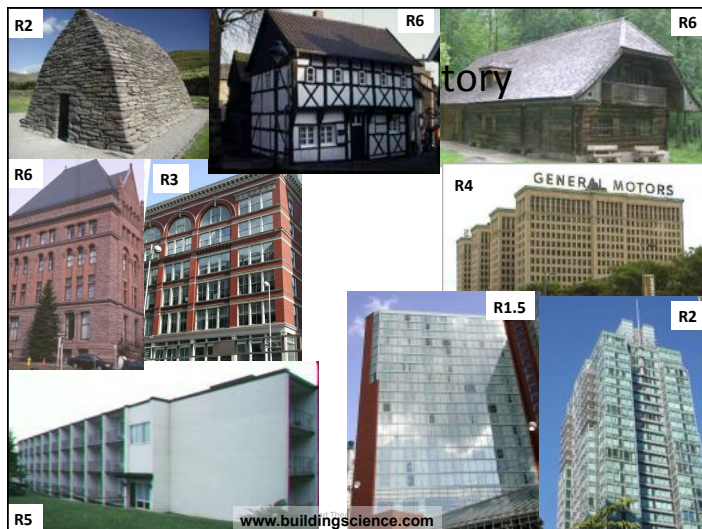 R2
R6
R6
tory
R6
R3
R4
GENERAL MOTORS
R1.5
R2
R5
www.buildingscience.com